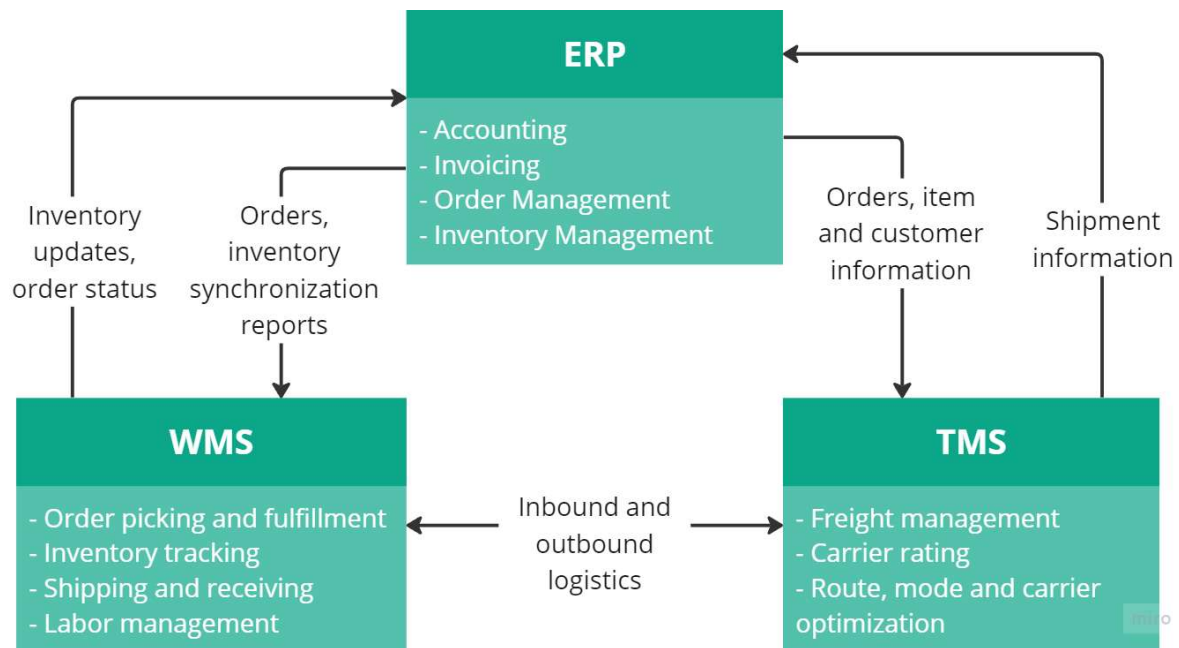 ERP
- Accounting
- Invoicing
- Order Management
- Inventory Management
Inventory
updates,
order status
Orders,
inventory
synchronization
reports
Orders, item
and customer
information
Shipment
information
WMS
- Order picking and fulfillment
- Inventory tracking
- Shipping and receiving
- Labor management
Inbound and
outbound
logistics
TMS
- Freight management
- Carrier rating
- Route, mode and carrier
optimization
miro